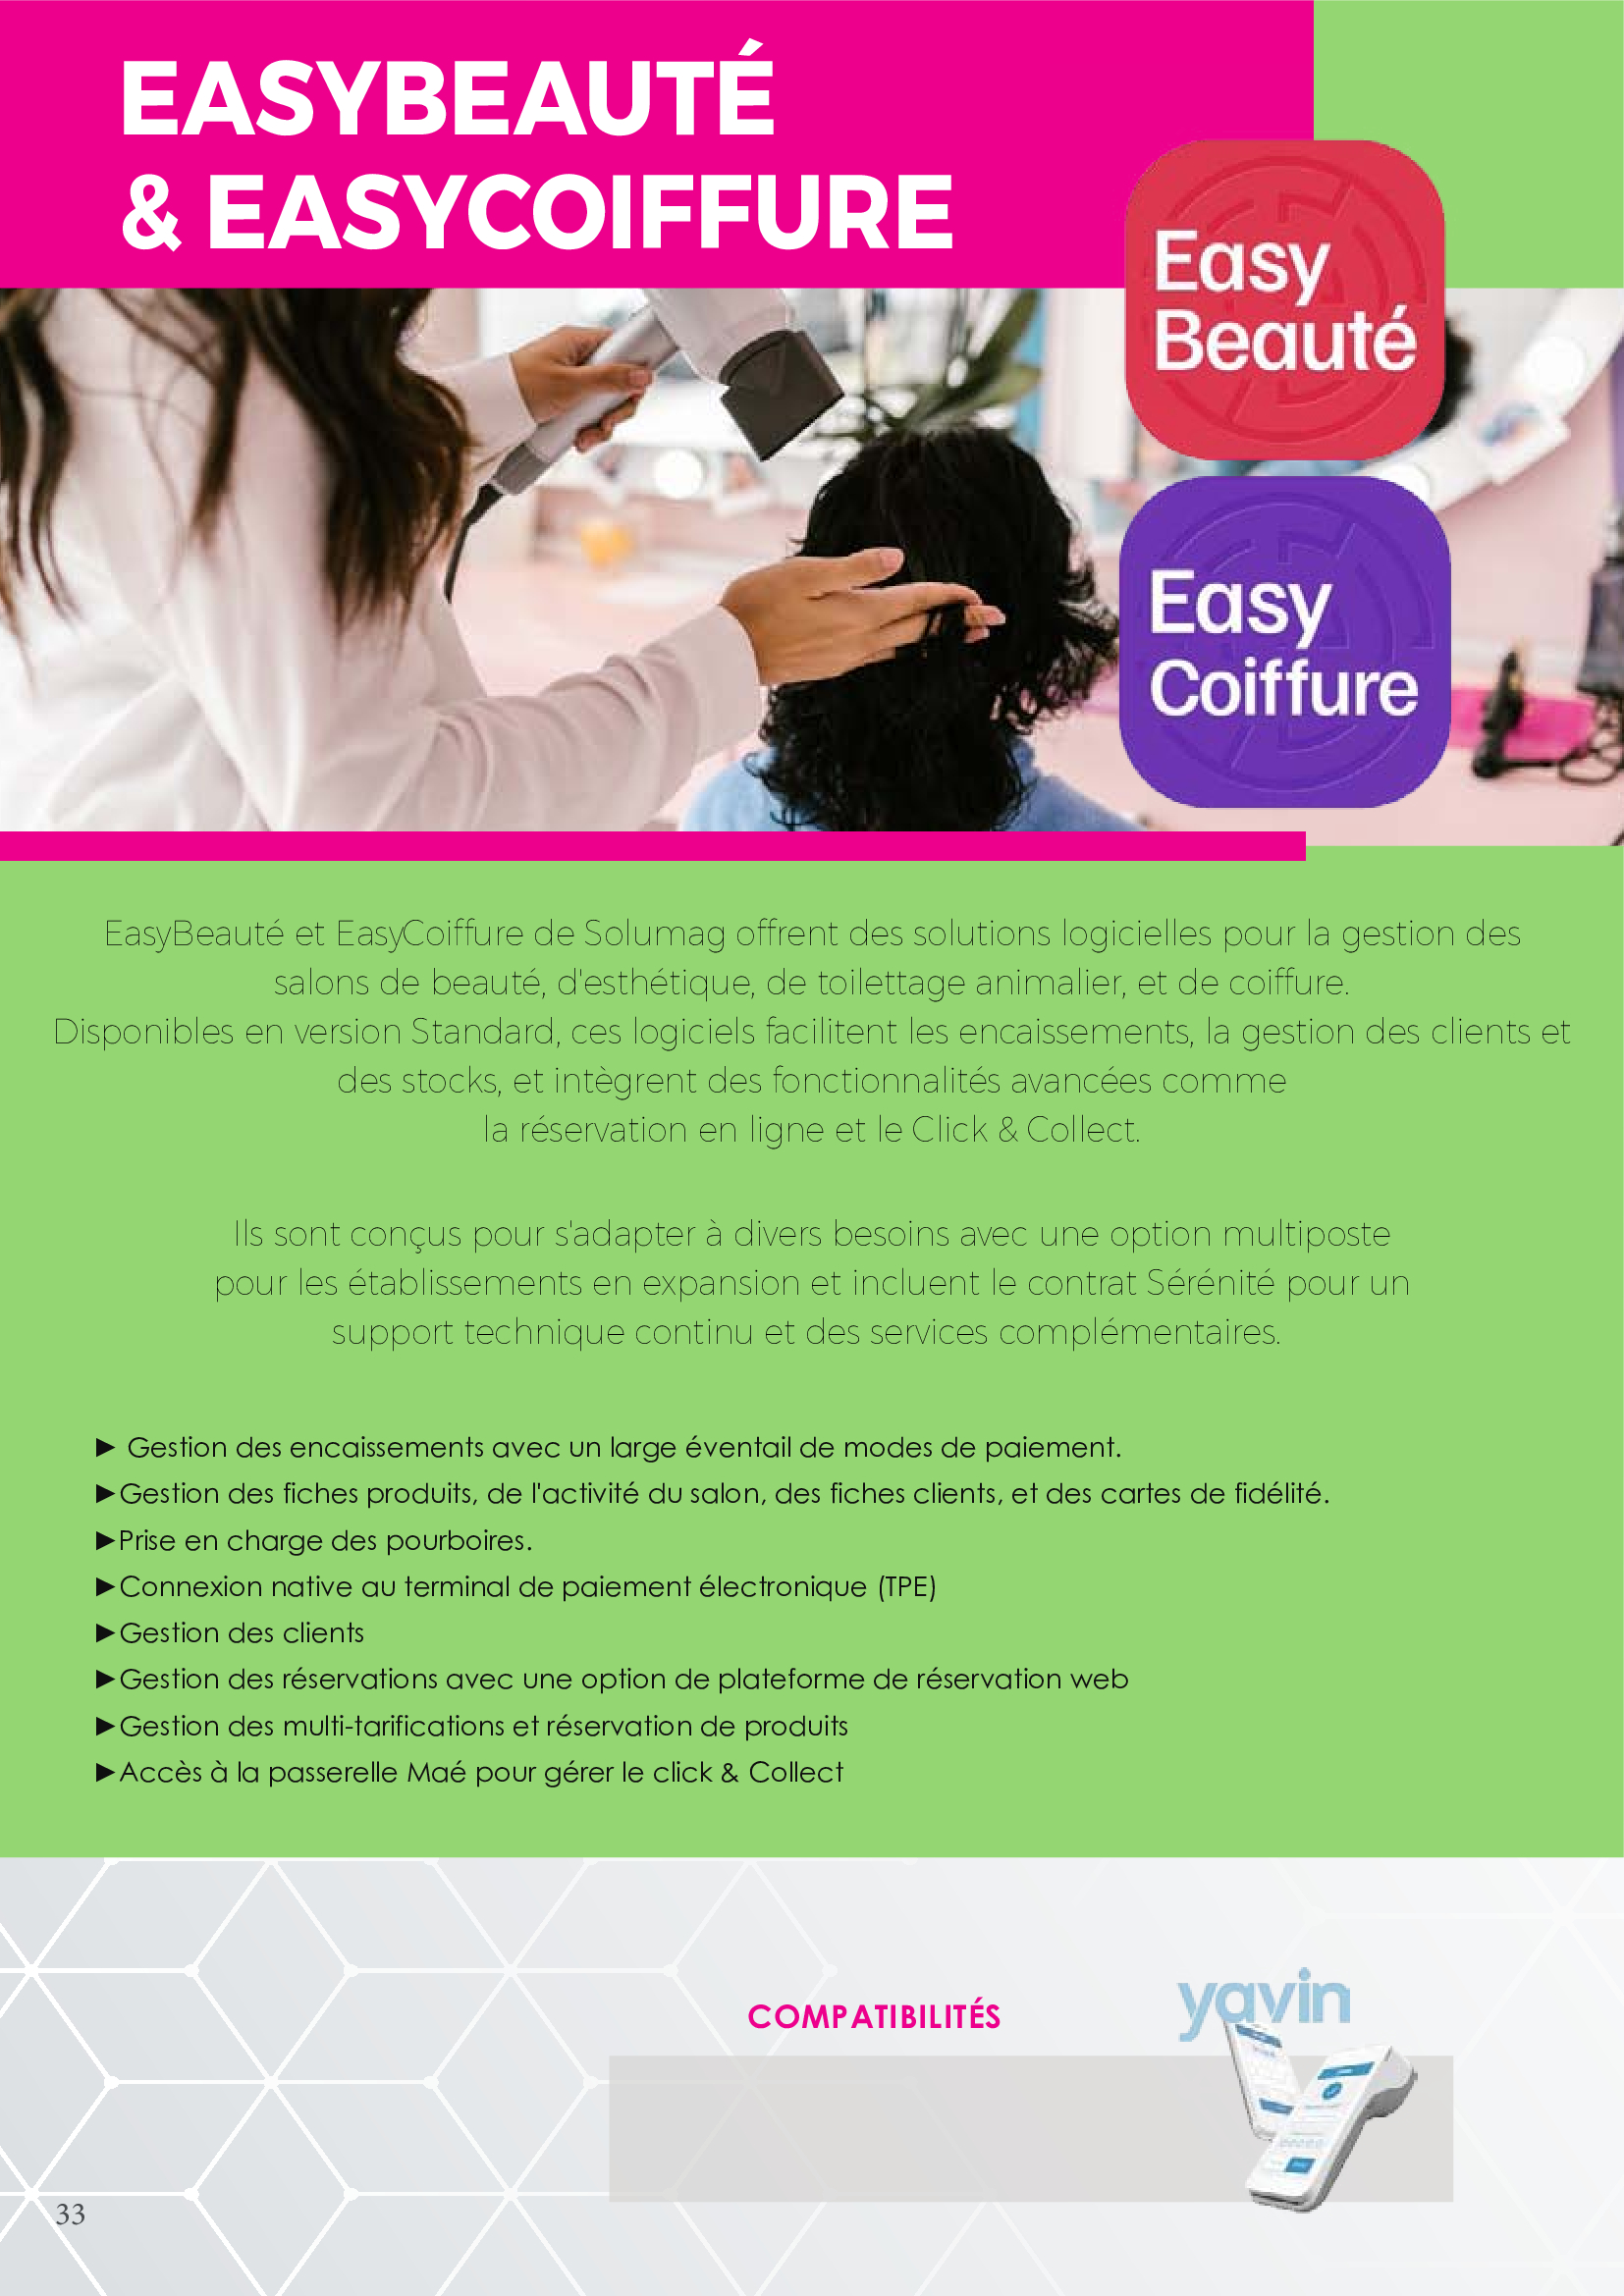 EASYBEAUTÉ
& EASYCOIFFURE
Easy
Beauté
Easy
Coiffure
EasyBeauté et EasyCoiffure de Solumag offrent des solutions logicielles pour la gestion des
salons de beauté, d'esthétique, de toilettage animalier, et de coiffure.
Disponibles en version Standard, ces logiciels facilitent les encaissements, la gestion des clients et
des stocks, et intègrent des fonctionnalités avancées comme
la réservation en ligne et le Click & Collect.
Ils sont conçus pour s'adapter à divers besoins avec une option multiposte
pour les établissements en expansion et incluent le contrat Sérénité pour un
support technique continu et des services complémentaires.
► Gestion des encaissements avec un large éventail de modes de paiement.
►Gestion des fiches produits, de l'activité du salon, des fiches clients, et des cartes de fidélité.
►Prise en charge des pourboires.
►Connexion native au terminal de paiement électronique (TPE)
►Gestion des clients
►Gestion des réservations avec une option de plateforme de réservation web
►Gestion des multi-tarifications et réservation de produits
►Accès à la passerelle Maé pour gérer le click & Collect
COMPATIBILITÉS
yavin
33